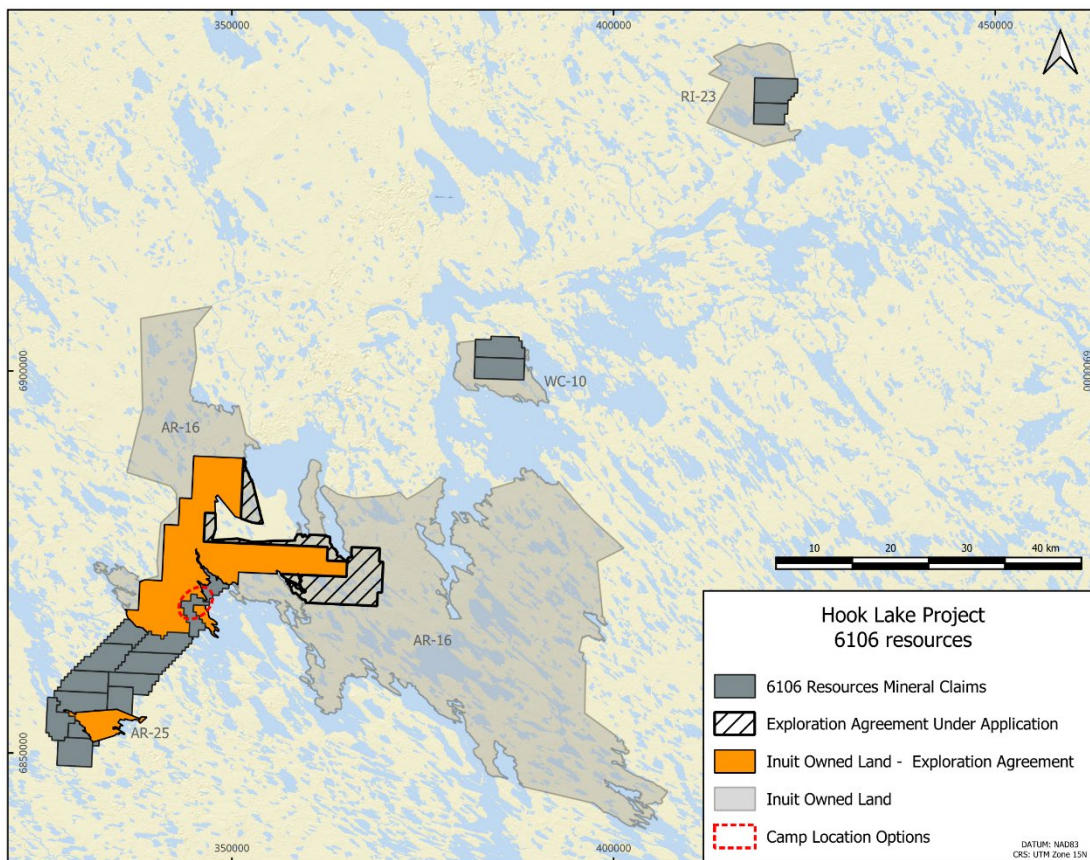 350000
400000
450000
RI-23
6900000
6900000
WC-10
AR-16
10 20 30 40 km
AR-16
AR-25
6850000
Hook Lake Project
6106 resources
6106 Resources Mineral Claims
Exploration Agreement Under Application
Inuit Owned Land - Exploration Agreement
Inuit Owned Land
Camp Location Options
DATUM: NAD83
CRS: UTM Zone 15N
350000
400000